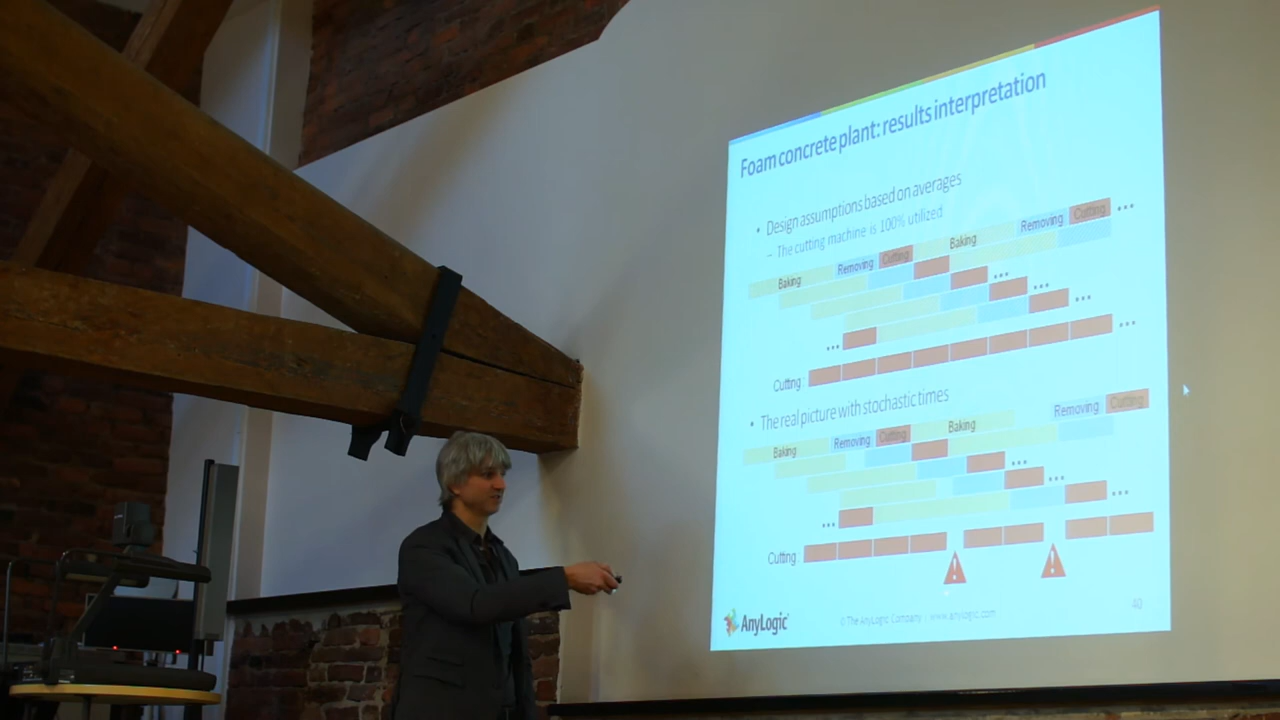 Foam concrete plant: results interpretation
• Design assumptions based on averages
– The cutting machine is 100% utilized
Baking Removing Cutting Baking Removing Cutting ...
...
...
...
...
Cutting: ...
• The real picture with stochastic times
Baking Removing Cutting Baking Removing Cutting
...
...
...
...
Cutting:
! !
AnyLogic® © The AnyLogic Company | www.anylogic.com 40